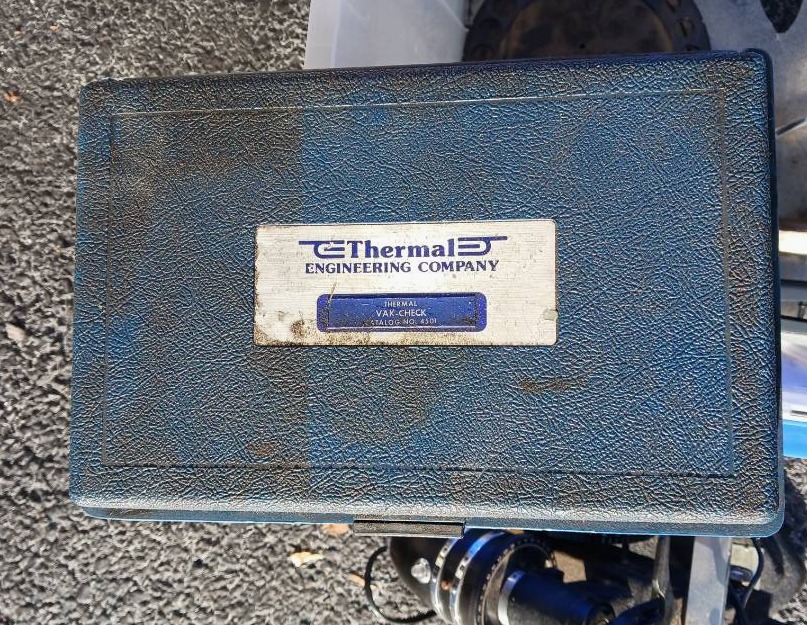 Thermal
ENGINEERING COMPANY
THERMAL
VAK-CHECK
CATALOG NO. 4501